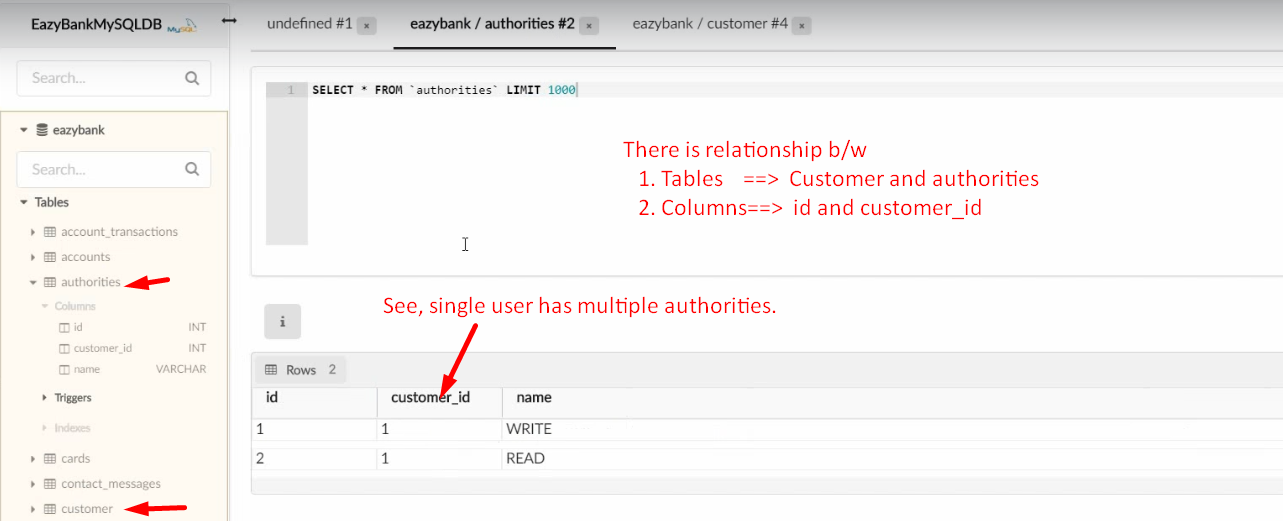 EazyBankMySQLDB MySQL
undefined #1 ×
eazybank / authorities #2 ×
eazybank / customer #4 ×
Search...
eazybank
Search...
Tables
account_transactions
accounts
authorities
Columns
id INT
customer_id INT
name VARCHAR
Triggers
Indexes
cards
contact_messages
customer
1 SELECT * FROM `authorities` LIMIT 1000
There is relationship b/w
1. Tables ==> Customer and authorities
2. Columns==> id and customer_id
See, single user has multiple authorities.
i
Rows 2
id customer_id name
1 1 WRITE
2 1 READ